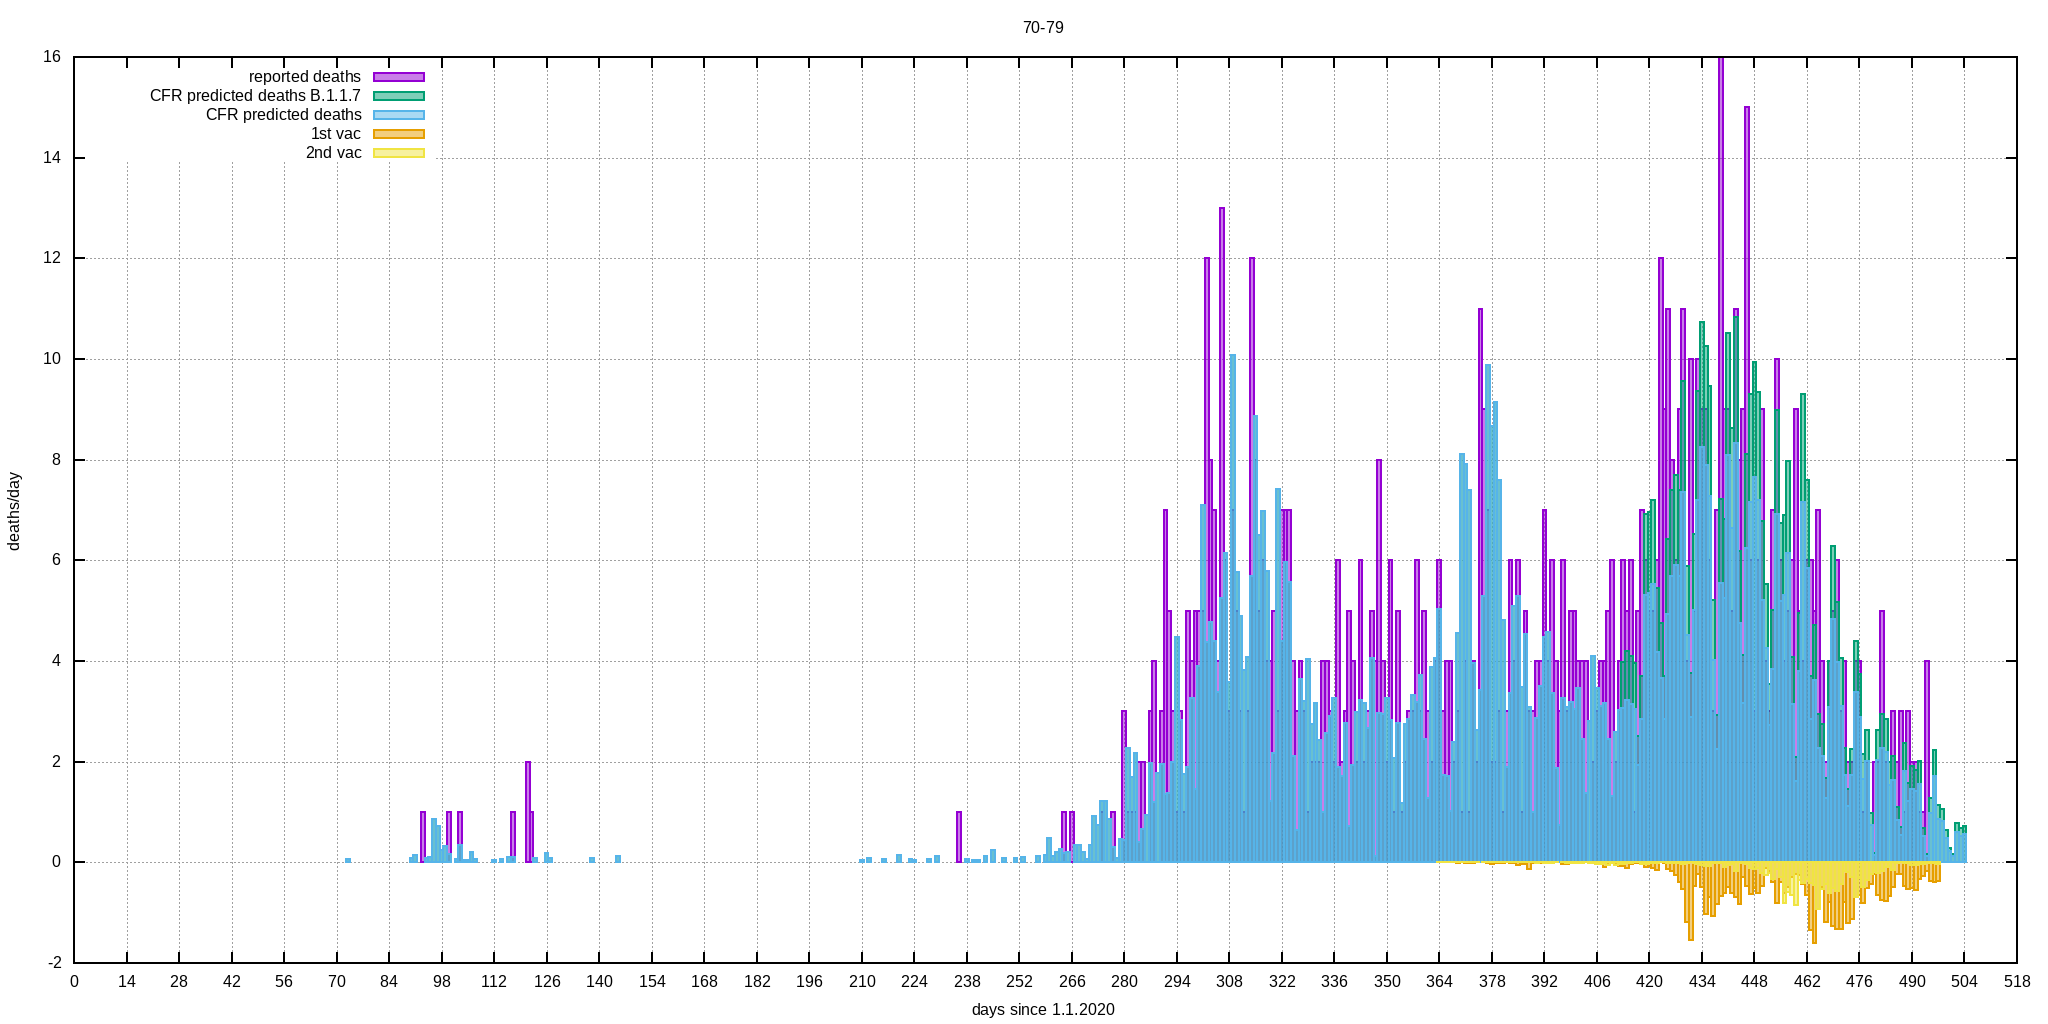 70-79
16
14
12
10
8
6
4
2
0
-2
deaths/day
reported deaths
CFR predicted deaths B.1.1.7
CFR predicted deaths
1st vac
2nd vac
0 14 28 42 56 70 84 98 112 126 140 154 168 182 196 210 224 238 252 266 280 294 308 322 336 350 364 378 392 406 420 434 448 462 476 490 504 518
days since 1.1.2020